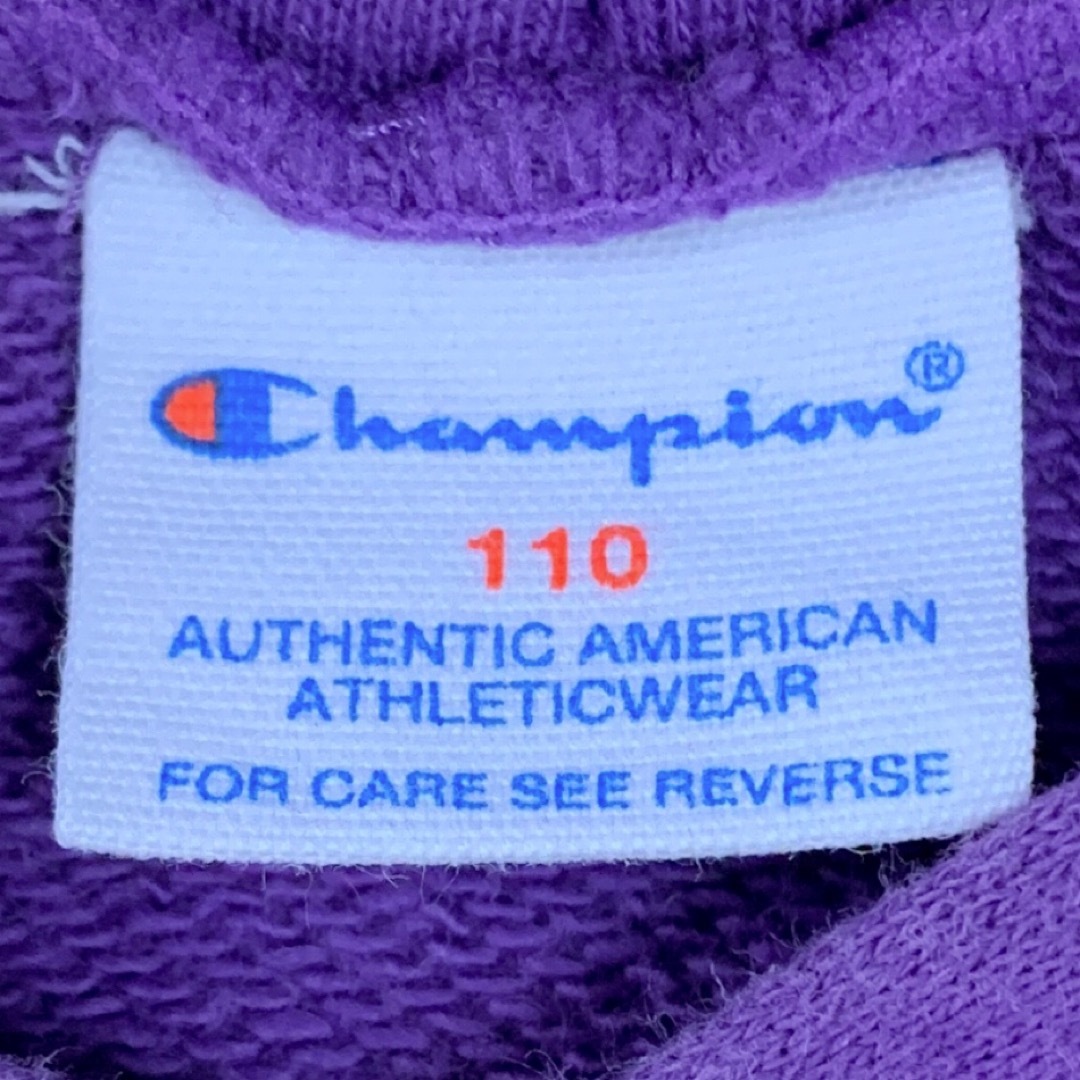 Champion®
110
AUTHENTIC AMERICAN
ATHLETICWEAR
FOR CARE SEE REVERSE